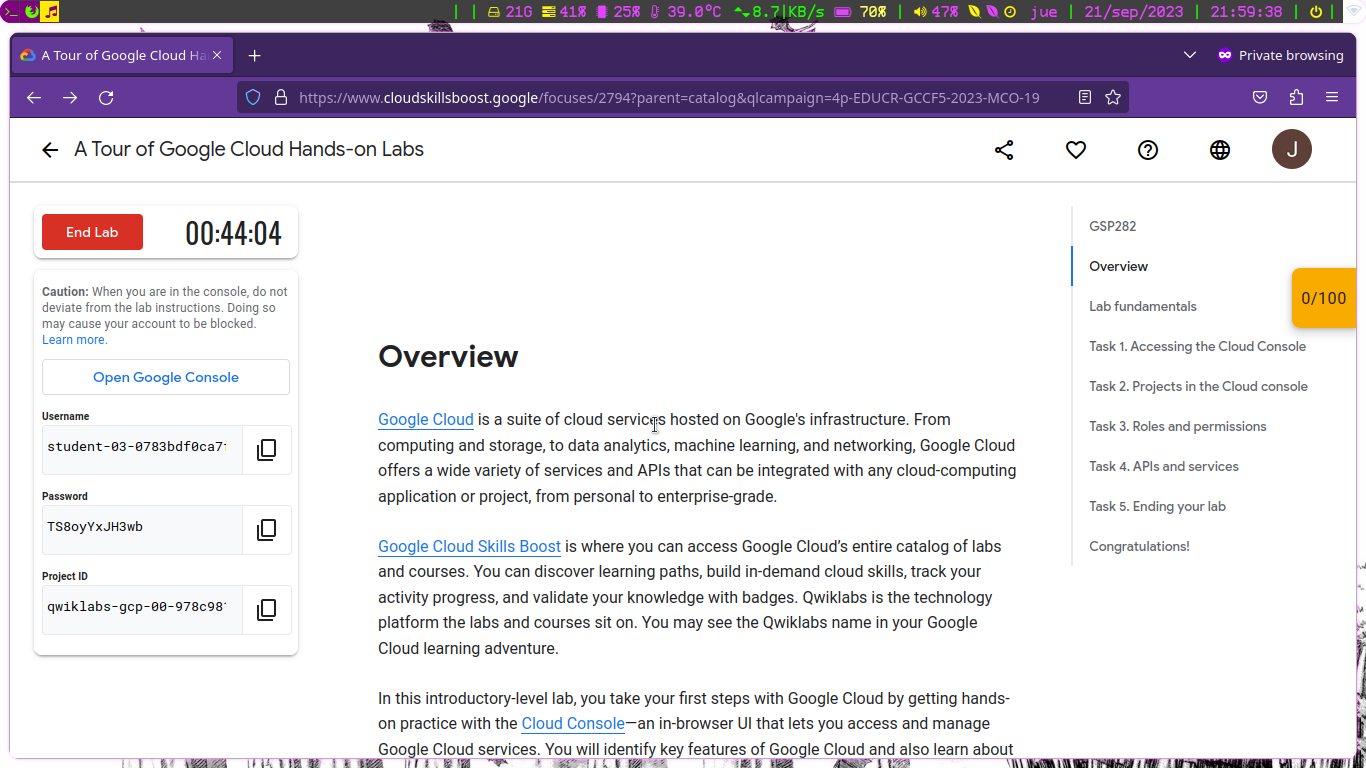 21G 41% 25% 39.0°C 8.7|KB/s 70% 47% jue | 21/sep/2023 | 21:59:38
A Tour of Google Cloud Ha
Private browsing
https://www.cloudskillsboost.google/focuses/2794?parent=catalog&qlcampaign=4p-EDUCR-GCCF5-2023-MCO-19
A Tour of Google Cloud Hands-on Labs
J
End Lab
00:44:04
Caution: When you are in the console, do not
deviate from the lab instructions. Doing so
may cause your account to be blocked.
Learn more.
Open Google Console
Username
student-03-0783bdf0ca7
Password
TS8oyYxJH3wb
Project ID
qwiklabs-gcp-00-978c98
Overview
Google Cloud is a suite of cloud services hosted on Google's infrastructure. From
computing and storage, to data analytics, machine learning, and networking, Google Cloud
offers a wide variety of services and APIs that can be integrated with any cloud-computing
application or project, from personal to enterprise-grade.
Google Cloud Skills Boost is where you can access Google Cloud’s entire catalog of labs
and courses. You can discover learning paths, build in-demand cloud skills, track your
activity progress, and validate your knowledge with badges. Qwiklabs is the technology
platform the labs and courses sit on. You may see the Qwiklabs name in your Google
Cloud learning adventure.
In this introductory-level lab, you take your first steps with Google Cloud by getting hands-
on practice with the Cloud Console—an in-browser UI that lets you access and manage
Google Cloud services. You will identify key features of Google Cloud and also learn about
GSP282
Overview
Lab fundamentals
Task 1. Accessing the Cloud Console
Task 2. Projects in the Cloud console
Task 3. Roles and permissions
Task 4. APIs and services
Task 5. Ending your lab
Congratulations!
0/100